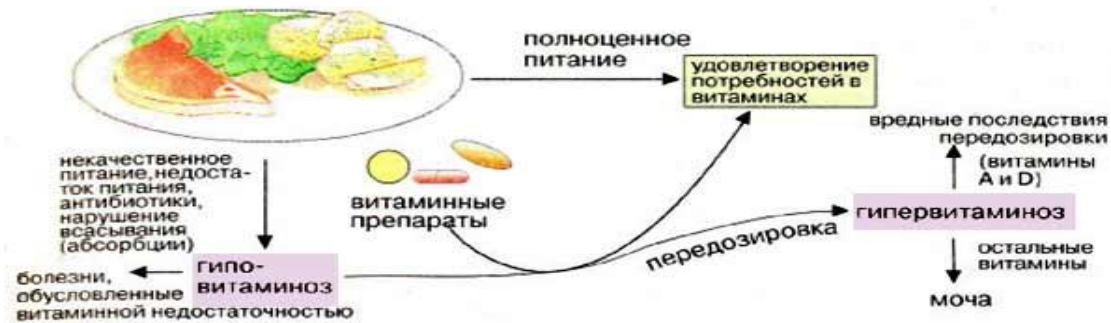 полноценное
питание
удовлетворение
потребностей в
витаминах
вредные последствия
передозировки
(витамины
А и D)
некачественное
питание, недоста-
ток питания,
антибиотики,
нарушение
всасывания
(абсорбции)
витаминные
препараты
передозировка
гипервитаминоз
остальные
витамины
моча
гипо-
витаминоз
болезни,
обусловленные
витаминной недостаточностью